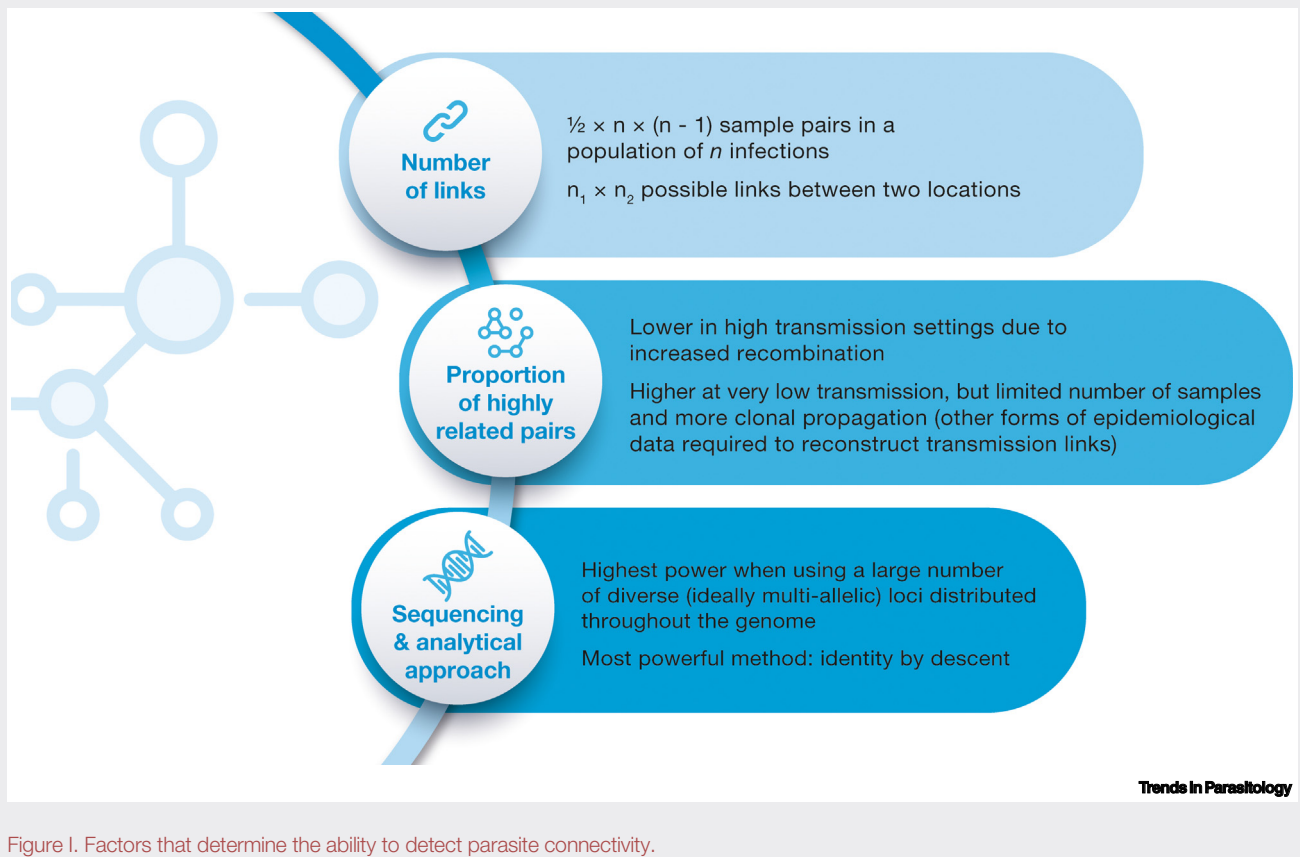 Number
of links
½ × n × (n - 1) sample pairs in a
population of n infections
n₁ × n₂ possible links between two locations
Proportion
of highly
related pairs
Lower in high transmission settings due to
increased recombination
Higher at very low transmission, but limited number of samples
and more clonal propagation (other forms of epidemiological
data required to reconstruct transmission links)
Sequencing
& analytical
approach
Highest power when using a large number
of diverse (ideally multi-allelic) loci distributed
throughout the genome
Most powerful method: identity by descent
Trends in Parasitology
Figure I. Factors that determine the ability to detect parasite connectivity.